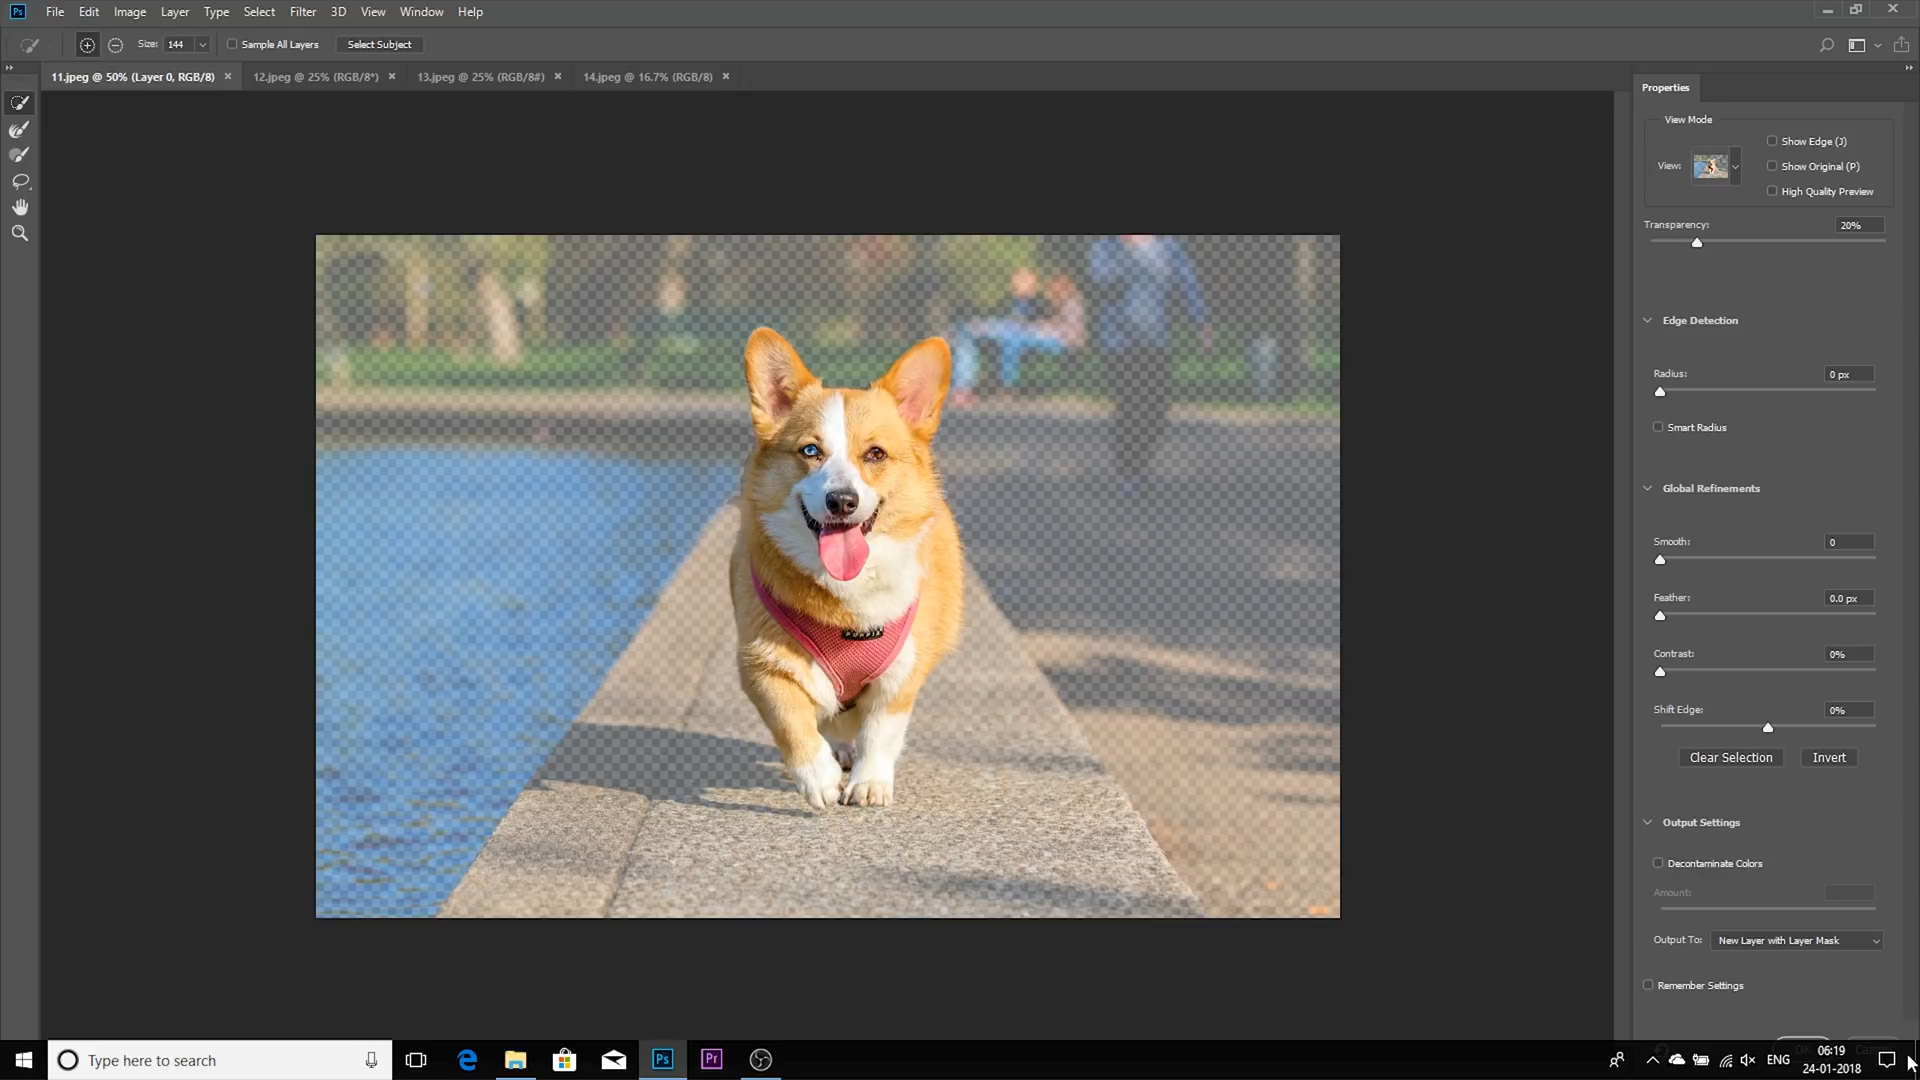 Ps File Edit Image Layer Type Select Filter 3D View Window Help
Size: 144 Sample All Layers Select Subject
11.jpeg @ 50% (Layer 0, RGB/8) × 12.jpeg @ 25% (RGB/8*) × 13.jpeg @ 25% (RGB/8#) × 14.jpeg @ 16.7% (RGB/8) ×
Properties
View Mode
Show Edge (J)
View: Show Original (P)
High Quality Preview
Transparency: 20%
Edge Detection
Radius: 0 px
Smart Radius
Global Refinements
Smooth: 0
Feather: 0.0 px
Contrast: 0%
Shift Edge: 0%
Clear Selection Invert
Output Settings
Decontaminate Colors
Amount:
Output To: New Layer with Layer Mask
Remember Settings
Type here to search Ps Pr ENG 06:19
24-01-2018